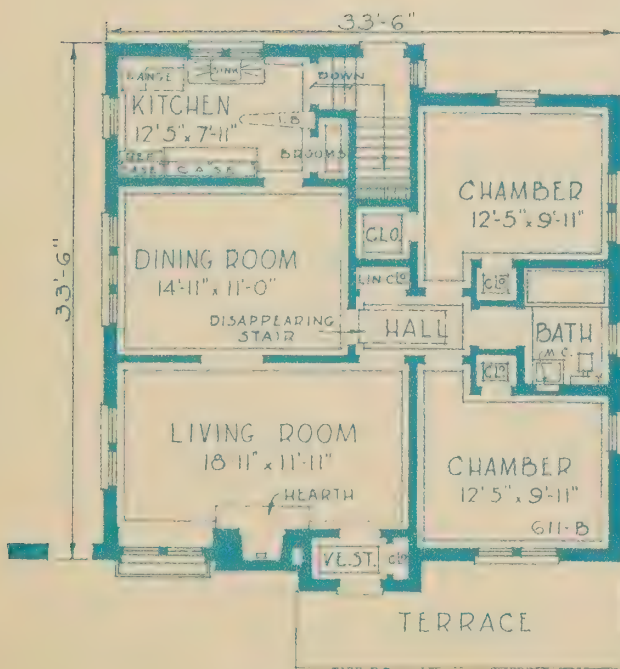 33'-6"
RANGE
SINK
DOWN
KITCHEN
12'5" x 7'-11"
I.B.
BROOMS
REF
CASE
CASE
33'-6"
CHAMBER
12'-5" x 9'-11"
CLO.
DINING ROOM
14'-11" x 11'-0"
LIN CLO
CLO
DISAPPEARING
STAIR
HALL
BATH
M.C.
CLO
LIVING ROOM
18'11" x 11'-11"
CHAMBER
12'5" x 9'-11"
HEARTH
611-B
VEST.
CLO
TERRACE